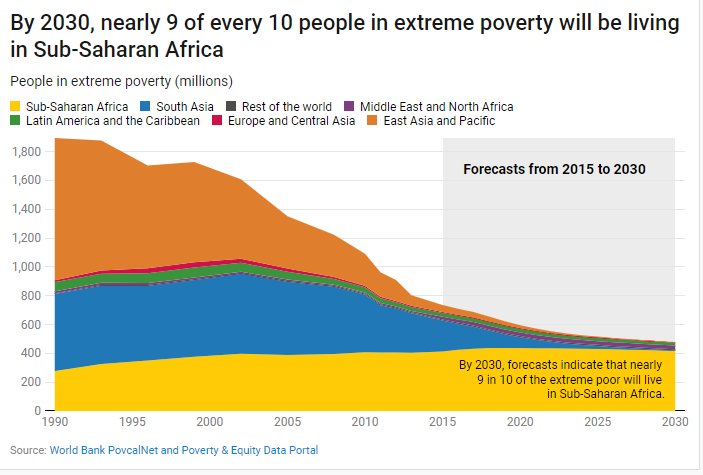 By 2030, nearly 9 of every 10 people in extreme poverty will be living
in Sub-Saharan Africa
People in extreme poverty (millions)
Sub-Saharan Africa South Asia Rest of the world Middle East and North Africa
Latin America and the Caribbean Europe and Central Asia East Asia and Pacific
1,800
Forecasts from 2015 to 2030
1,600
1,400
1,200
1,000
800
600
400
By 2030, forecasts indicate that nearly
9 in 10 of the extreme poor will live
in Sub-Saharan Africa.
200
0
1990 1995 2000 2005 2010 2015 2020 2025 2030
Source: World Bank PovcalNet and Poverty & Equity Data Portal